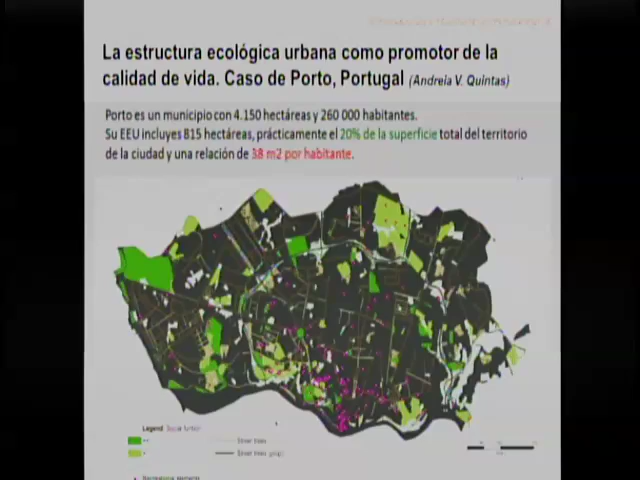 La estructura ecológica urbana como promotor de la
calidad de vida. Caso de Porto, Portugal (Andreia V. Quintas)
Porto es un municipio con 4.150 hectáreas y 260 000 habitantes.
Su EEU incluyes 815 hectáreas, prácticamente el 20% de la superficie total del territorio
de la ciudad y una relación de 38 m2 por habitante.
Legend